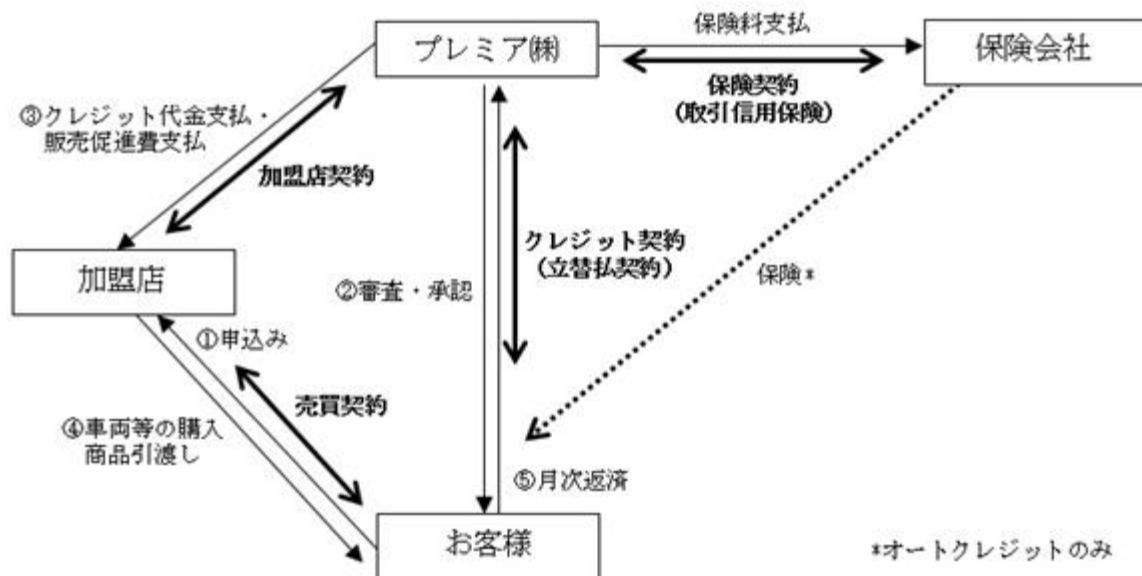 プレミア㈱
保険料支払
保険会社
保険契約
(取引信用保険)
③クレジット代金支払・
販売促進費支払
加盟店契約
加盟店
クレジット契約
(立替払契約)
②審査・承認
保険*
①申込み
売買契約
④車両等の購入
商品引渡し
⑤月次返済
お客様
*オートクレジットのみ